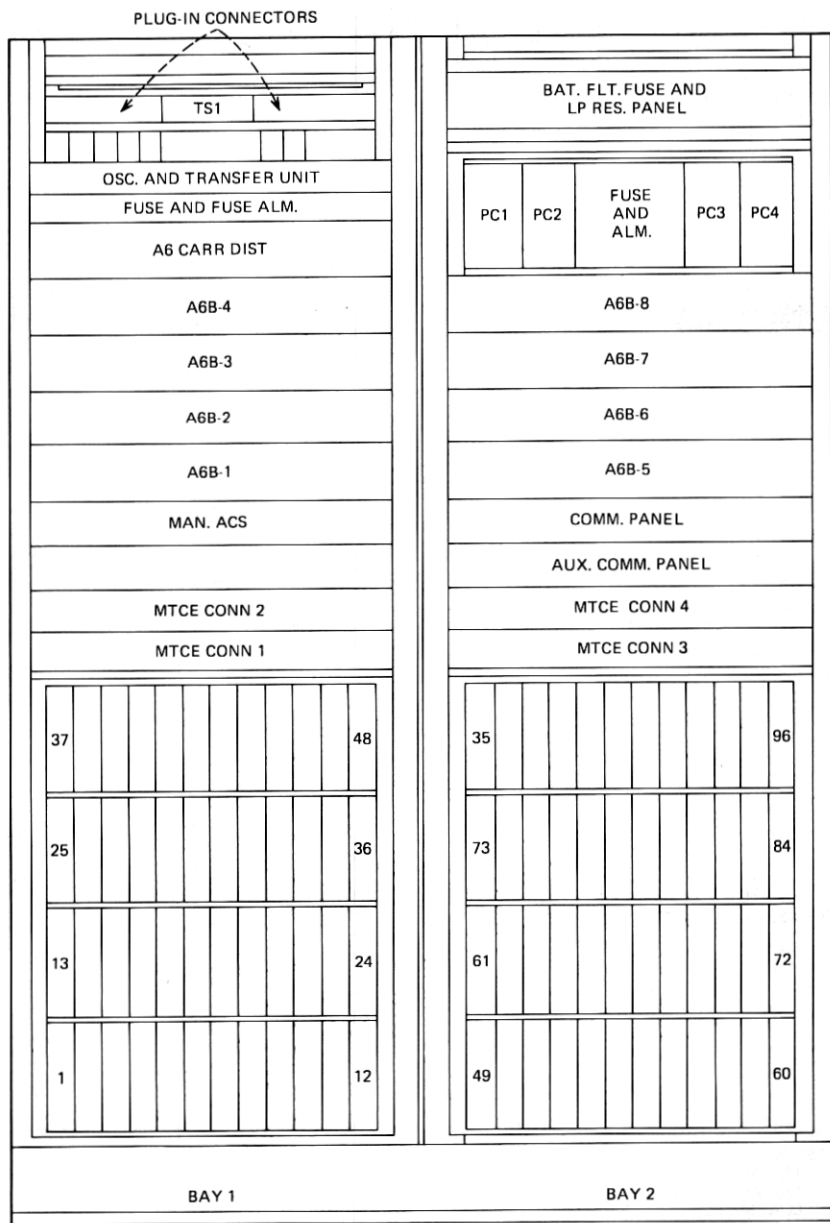 PLUG-IN CONNECTORS
TS1
OSC. AND TRANSFER UNIT
FUSE AND FUSE ALM.
A6 CARR DIST
A6B-4
A6B-3
A6B-2
A6B-1
MAN. ACS
MTCE CONN 2
MTCE CONN 1
37 48
25 36
13 24
1 12
BAY 1
BAT. FLT. FUSE AND
LP RES. PANEL
PC1 PC2
FUSE
AND
ALM.
PC3 PC4
A6B-8
A6B-7
A6B-6
A6B-5
COMM. PANEL
AUX. COMM. PANEL
MTCE CONN 4
MTCE CONN 3
35 96
73 84
61 72
49 60
BAY 2